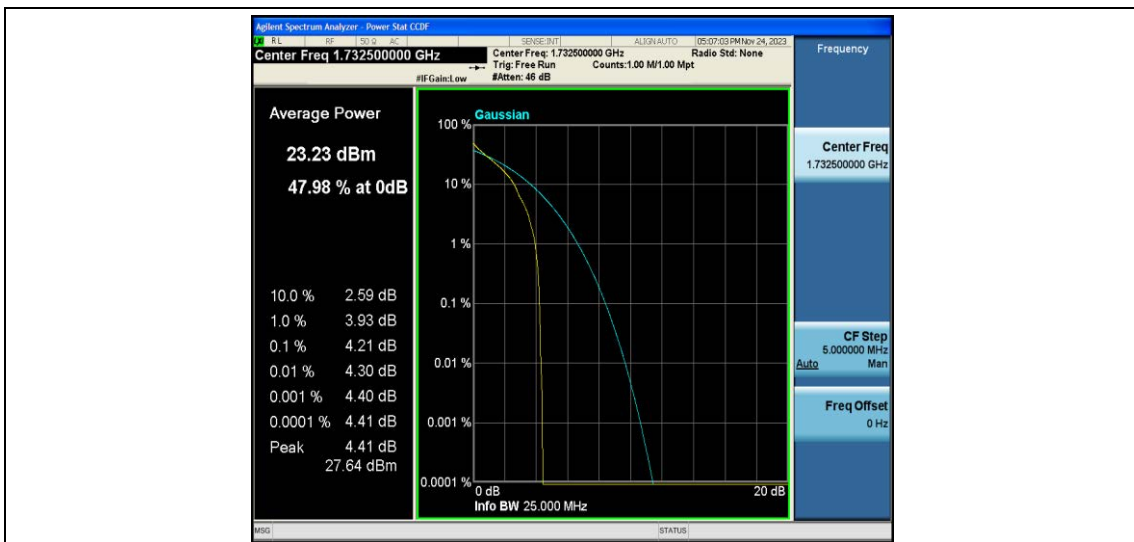 Agilent Spectrum Analyzer - Power Stat CCDF
RL RF 50 Ω AC SENSE:INT ALIGN AUTO 05:07:03 PM Nov 24, 2023
Center Freq 1.732500000 GHz
Center Freq: 1.732500000 GHz Radio Std: None
Trig: Free Run Counts:1.00 M/1.00 Mpt
#IFGain:Low #Atten: 46 dB
Frequency
Average Power
23.23 dBm
47.98 % at 0dB
10.0 % 2.59 dB
1.0 % 3.93 dB
0.1 % 4.21 dB
0.01 % 4.30 dB
0.001 % 4.40 dB
0.0001 % 4.41 dB
Peak 4.41 dB
27.64 dBm
Gaussian
100 %
10 %
1 %
0.1 %
0.01 %
0.001 %
0.0001 %
0 dB 20 dB
Info BW 25.000 MHz
Center Freq
1.732500000 GHz
CF Step
5.000000 MHz
Auto Man
Freq Offset
0 Hz
MSG STATUS